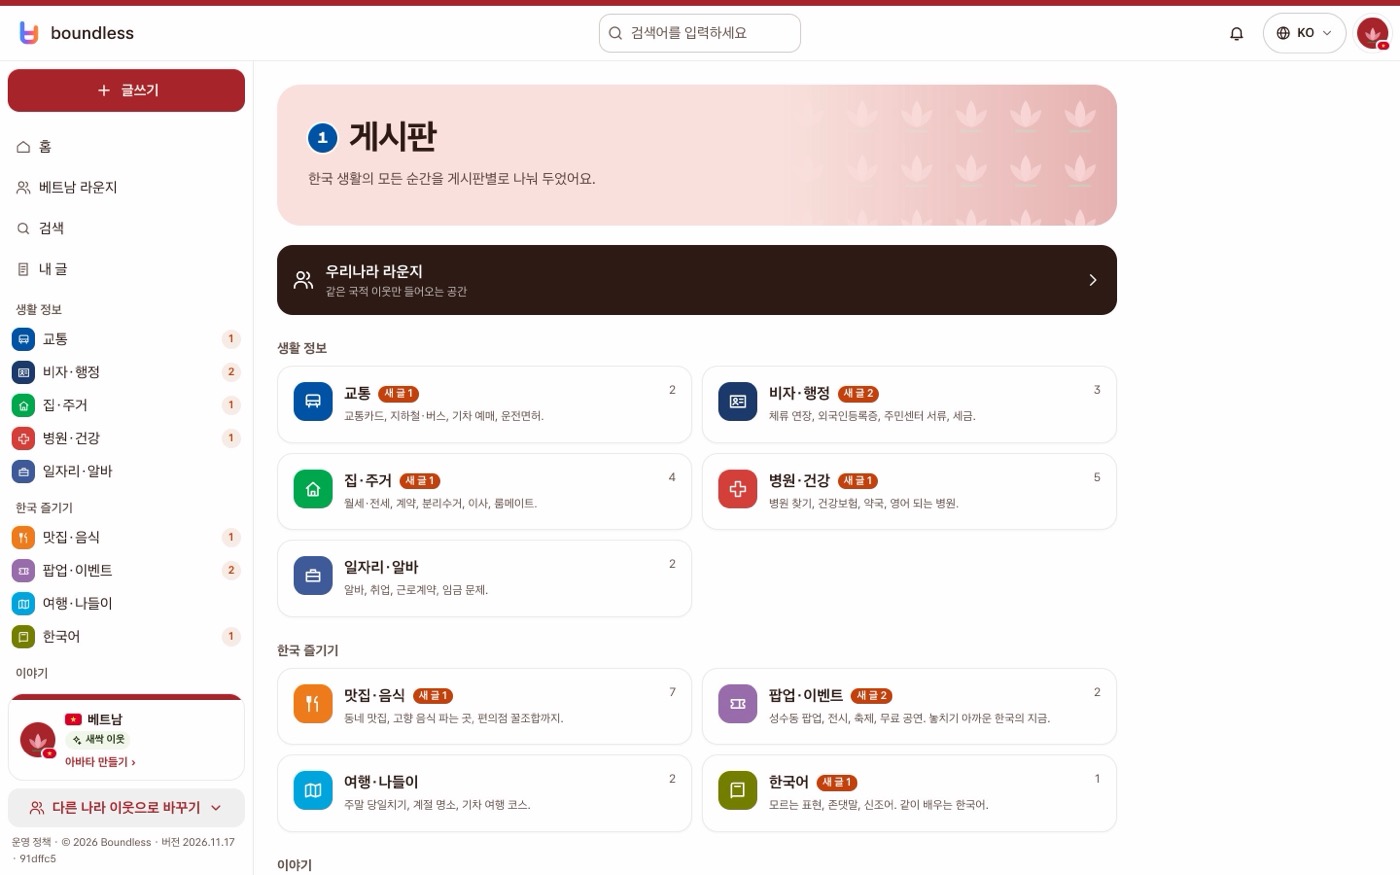 boundless
검색어를 입력하세요
KO
글쓰기
홈
베트남 라운지
검색
내 글
생활 정보
교통 1
비자·행정 2
집·주거 1
병원·건강 1
일자리·알바
한국 즐기기
맛집·음식 1
팝업·이벤트 2
여행·나들이
한국어 1
이야기
베트남
새싹 이웃
아바타 만들기 ›
다른 나라 이웃으로 바꾸기
운영 정책 · © 2026 Boundless · 버전 2026.11.17
· 91dffc5
1 게시판
한국 생활의 모든 순간을 게시판별로 나눠 두었어요.
우리나라 라운지
같은 국적 이웃만 들어오는 공간
생활 정보
교통 새 글 1 2
교통카드, 지하철·버스, 기차 예매, 운전면허.
비자·행정 새 글 2 3
체류 연장, 외국인등록증, 주민센터 서류, 세금.
집·주거 새 글 1 4
월세·전세, 계약, 분리수거, 이사, 룸메이트.
병원·건강 새 글 1 5
병원 찾기, 건강보험, 약국, 영어 되는 병원.
일자리·알바 2
알바, 취업, 근로계약, 임금 문제.
한국 즐기기
맛집·음식 새 글 1 7
동네 맛집, 고향 음식 파는 곳, 편의점 꿀조합까지.
팝업·이벤트 새 글 2 2
성수동 팝업, 전시, 축제, 무료 공연. 놓치기 아까운 한국의 지금.
여행·나들이 2
주말 당일치기, 계절 명소, 기차 여행 코스.
한국어 새 글 1 1
모르는 표현, 존댓말, 신조어. 같이 배우는 한국어.
이야기